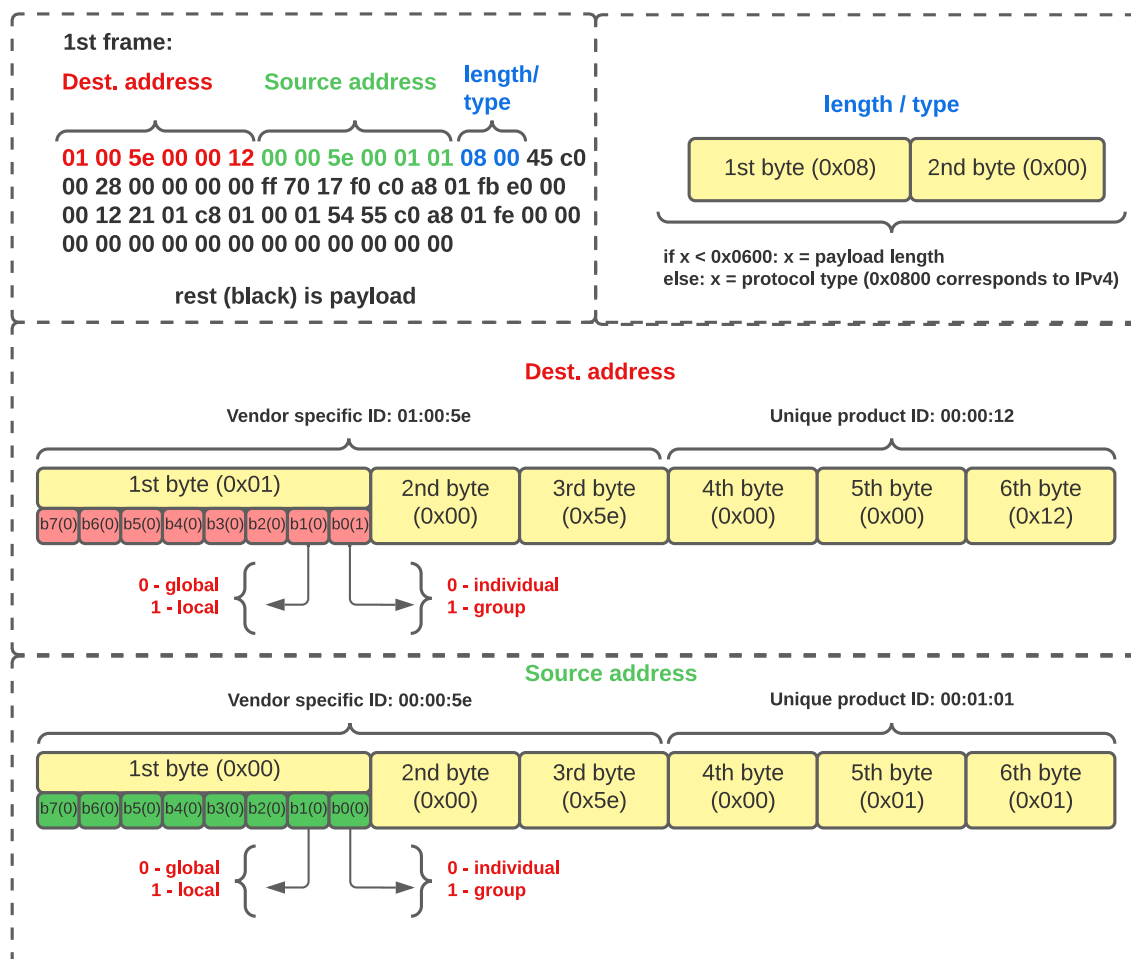 1st frame:
Dest. address
Source address
length/
type
01 00 5e 00 00 12 00 00 5e 00 01 01 08 00 45 c0
00 28 00 00 00 00 ff 70 17 f0 c0 a8 01 fb e0 00
00 12 21 01 c8 01 00 01 54 55 c0 a8 01 fe 00 00
00 00 00 00 00 00 00 00 00 00 00 00
rest (black) is payload
length / type
1st byte (0x08)
2nd byte (0x00)
if x < 0x0600: x = payload length
else: x = protocol type (0x0800 corresponds to IPv4)
Dest. address
Vendor specific ID: 01:00:5e
Unique product ID: 00:00:12
1st byte (0x01)
b7(0) b6(0) b5(0) b4(0) b3(0) b2(0) b1(0) b0(1)
2nd byte
(0x00)
3rd byte
(0x5e)
4th byte
(0x00)
5th byte
(0x00)
6th byte
(0x12)
0 - global
1 - local
0 - individual
1 - group
Source address
Vendor specific ID: 00:00:5e
Unique product ID: 00:01:01
1st byte (0x00)
b7(0) b6(0) b5(0) b4(0) b3(0) b2(0) b1(0) b0(0)
2nd byte
(0x00)
3rd byte
(0x5e)
4th byte
(0x00)
5th byte
(0x01)
6th byte
(0x01)
0 - global
1 - local
0 - individual
1 - group